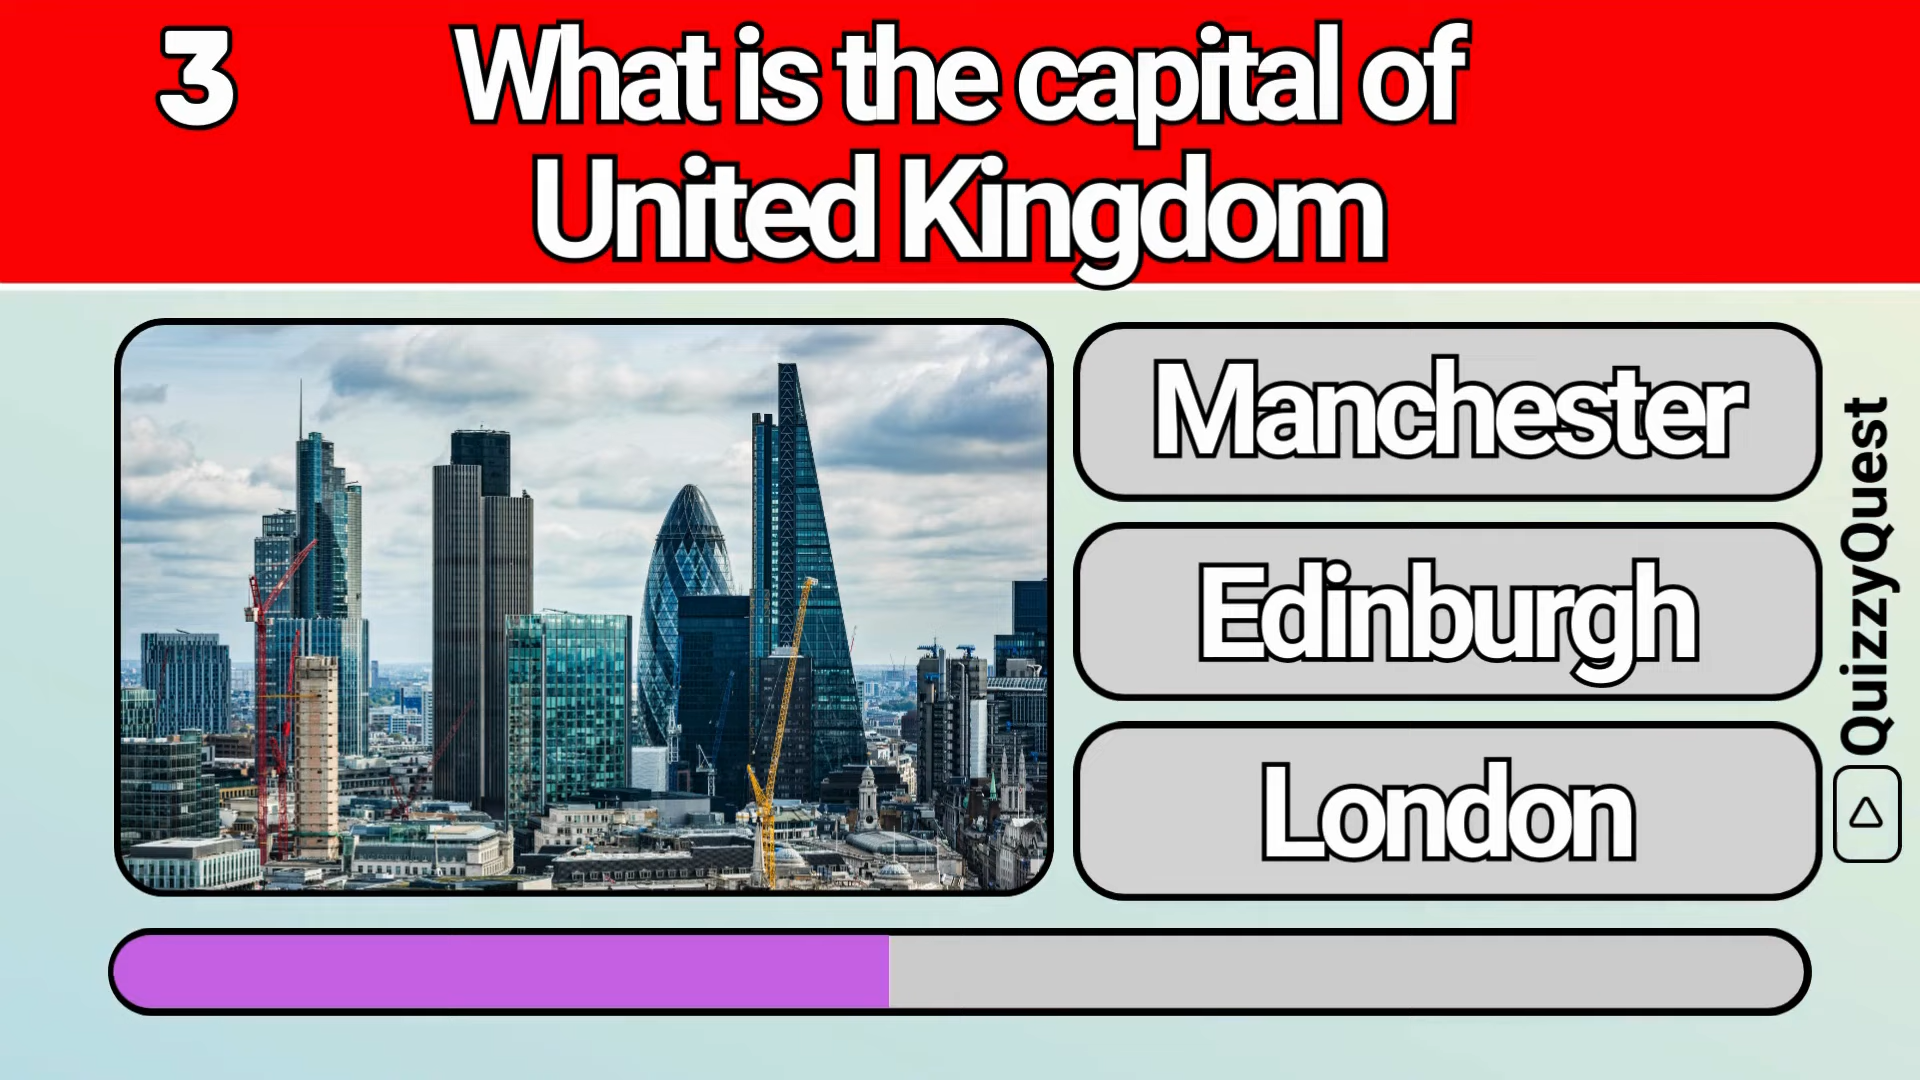 3
What is the capital of
United Kingdom
Manchester
Edinburgh
London
QuizzyQuest